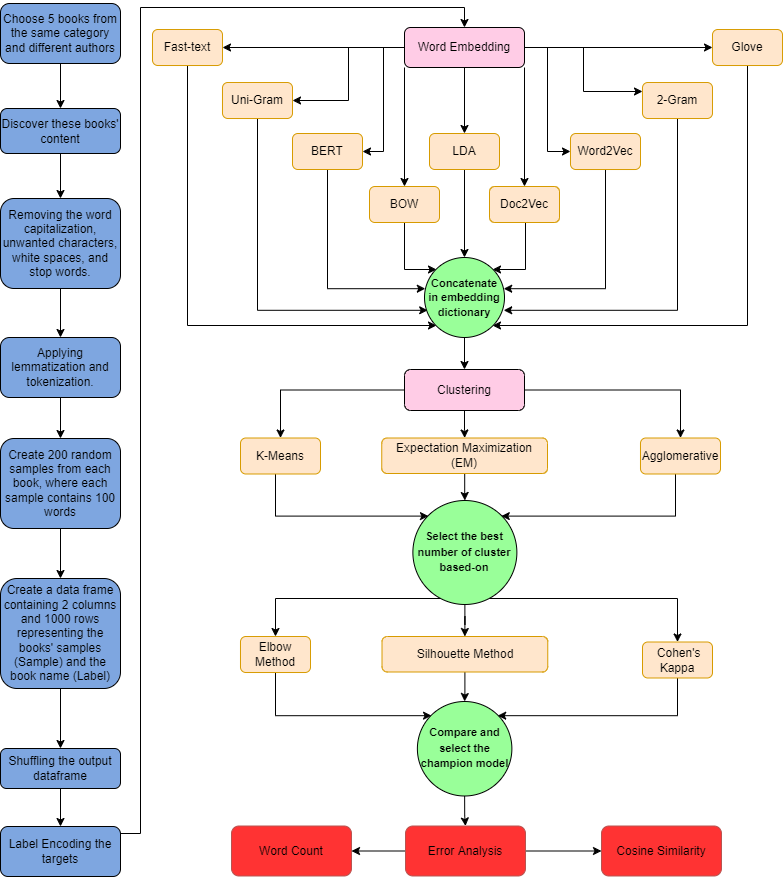 Choose 5 books from
the same category
and different authors
Discover these books'
content
Removing the word
capitalization,
unwanted characters,
white spaces, and
stop words.
Applying
lemmatization and
tokenization.
Create 200 random
samples from each
book, where each
sample contains 100
words
Create a data frame
containing 2 columns
and 1000 rows
representing the
books' samples
(Sample) and the
book name (Label)
Shuffling the output
dataframe
Label Encoding the
targets
Word Embedding
Fast-text
Glove
Uni-Gram
2-Gram
BERT
LDA
Word2Vec
BOW
Doc2Vec
Concatenate
in embedding
dictionary
Clustering
K-Means
Expectation Maximization
(EM)
Agglomerative
Select the best
number of cluster
based-on
Elbow
Method
Silhouette Method
Cohen's
Kappa
Compare and
select the
champion model
Word Count
Error Analysis
Cosine Similarity